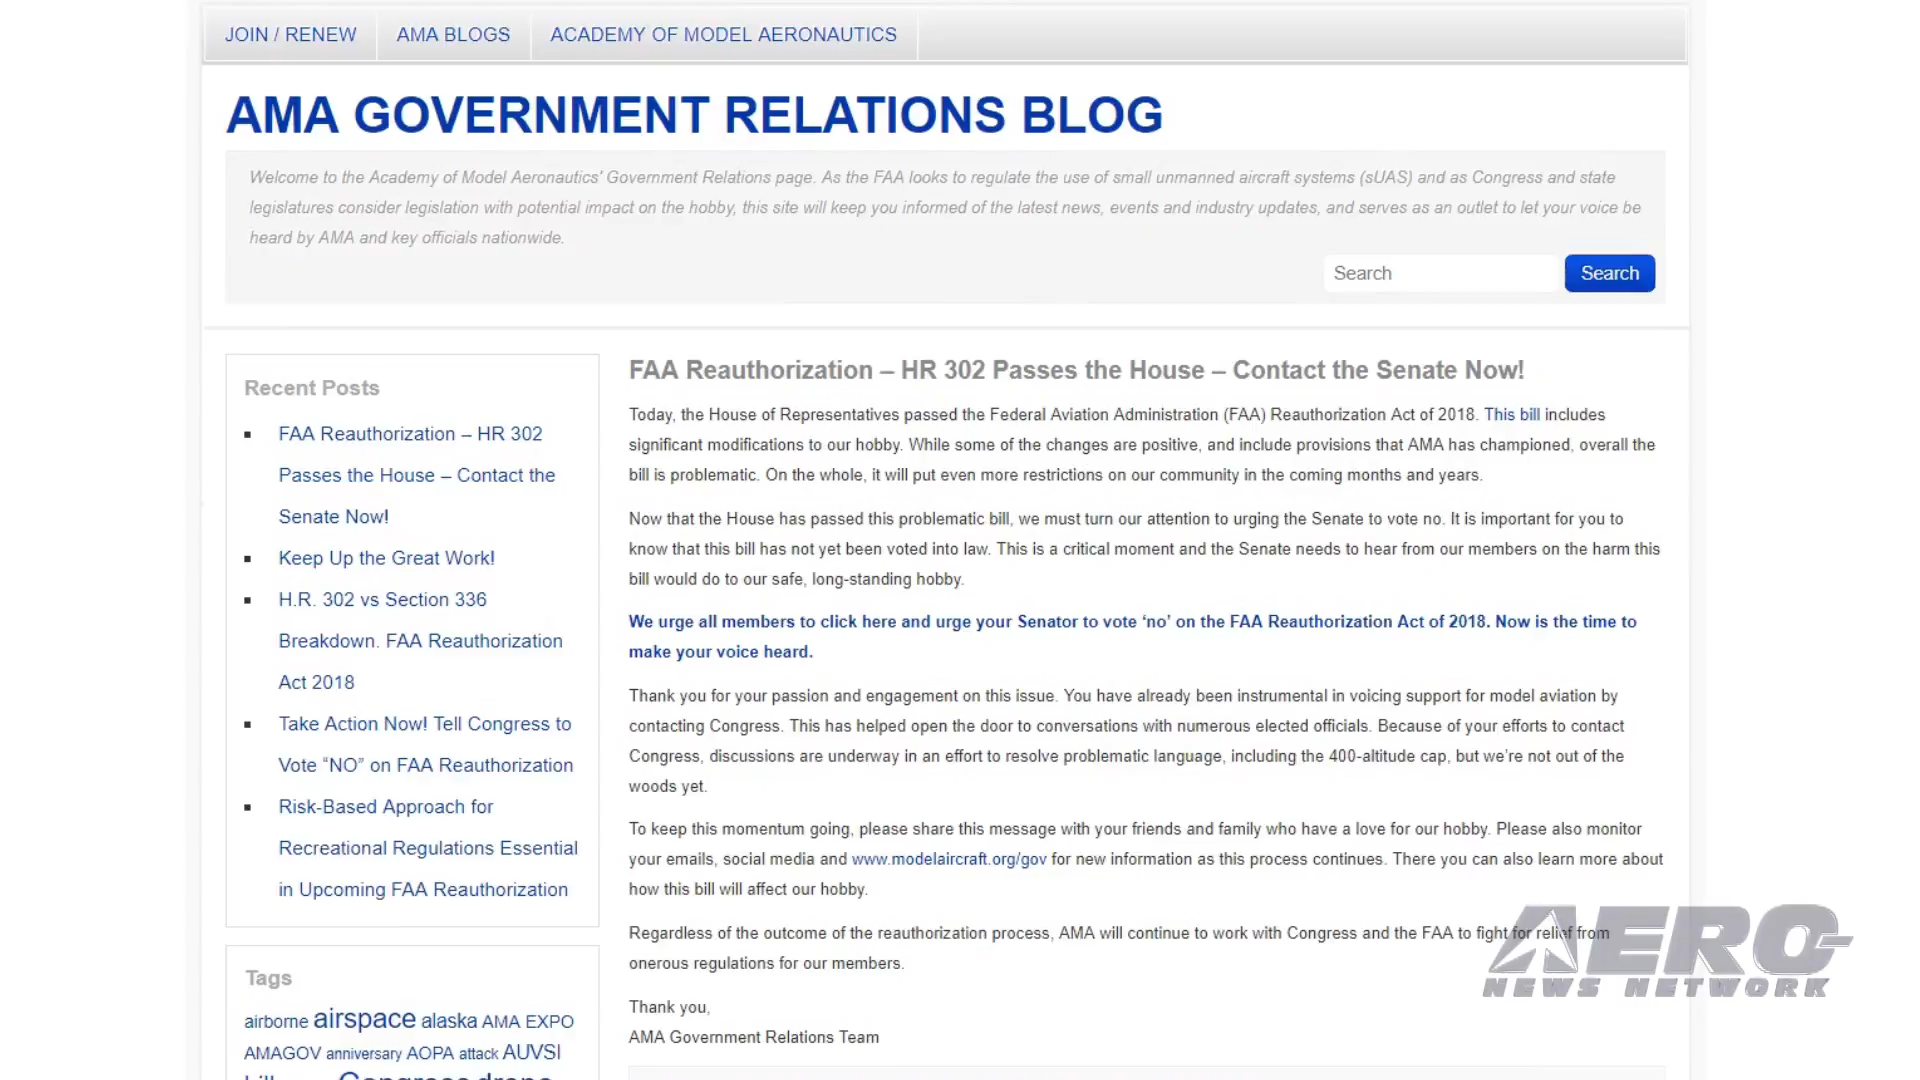 JOIN / RENEW AMA BLOGS ACADEMY OF MODEL AERONAUTICS
AMA GOVERNMENT RELATIONS BLOG
Welcome to the Academy of Model Aeronautics' Government Relations page. As the FAA looks to regulate the use of small unmanned aircraft systems (sUAS) and as Congress and state
legislatures consider legislation with potential impact on the hobby, this site will keep you informed of the latest news, events and industry updates, and serves as an outlet to let your voice be
heard by AMA and key officials nationwide.
Search Search
Recent Posts
FAA Reauthorization – HR 302
Passes the House – Contact the
Senate Now!
Keep Up the Great Work!
H.R. 302 vs Section 336
Breakdown. FAA Reauthorization
Act 2018
Take Action Now! Tell Congress to
Vote “NO” on FAA Reauthorization
Risk-Based Approach for
Recreational Regulations Essential
in Upcoming FAA Reauthorization
Tags
airborne airspace alaska AMA EXPO
AMAGOV anniversary AOPA attack AUVSI
Congress drone
FAA Reauthorization – HR 302 Passes the House – Contact the Senate Now!
Today, the House of Representatives passed the Federal Aviation Administration (FAA) Reauthorization Act of 2018. This bill includes
significant modifications to our hobby. While some of the changes are positive, and include provisions that AMA has championed, overall the
bill is problematic. On the whole, it will put even more restrictions on our community in the coming months and years.
Now that the House has passed this problematic bill, we must turn our attention to urging the Senate to vote no. It is important for you to
know that this bill has not yet been voted into law. This is a critical moment and the Senate needs to hear from our members on the harm this
bill would do to our safe, long-standing hobby.
We urge all members to click here and urge your Senator to vote ‘no’ on the FAA Reauthorization Act of 2018. Now is the time to
make your voice heard.
Thank you for your passion and engagement on this issue. You have already been instrumental in voicing support for model aviation by
contacting Congress. This has helped open the door to conversations with numerous elected officials. Because of your efforts to contact
Congress, discussions are underway in an effort to resolve problematic language, including the 400-altitude cap, but we’re not out of the
woods yet.
To keep this momentum going, please share this message with your friends and family who have a love for our hobby. Please also monitor
your emails, social media and www.modelaircraft.org/gov for new information as this process continues. There you can also learn more about
how this bill will affect our hobby.
Regardless of the outcome of the reauthorization process, AMA will continue to work with Congress and the FAA to fight for relief from
onerous regulations for our members.
Thank you,
AMA Government Relations Team
AERO-
NEWS NETWORK